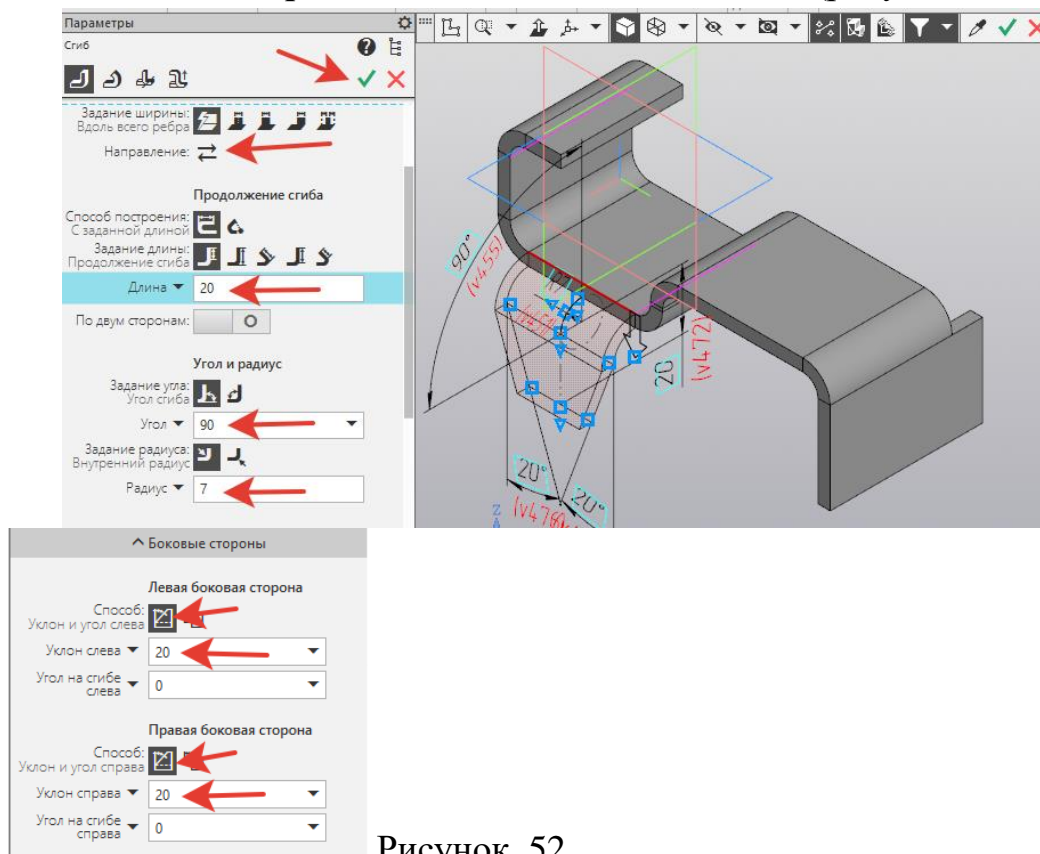 Параметры
Сгиб
Задание ширины:
Вдоль всего ребра
Направление:
Продолжение сгиба
Способ построения:
С заданной длиной
Задание длины:
Продолжение сгиба
Длина 20
По двум сторонам:
Угол и радиус
Задание угла:
Угол сгиба
Угол 90
Задание радиуса:
Внутренний радиус
Радиус 7
90°
(v455)
20
(v472)
20°
20°
Z
Боковые стороны
Левая боковая сторона
Способ:
Уклон и угол слева
Уклон слева 20
Угол на сгибе
слева 0
Правая боковая сторона
Способ:
Уклон и угол справа
Уклон справа 20
Угол на сгибе
справа 0
Рисунок 52